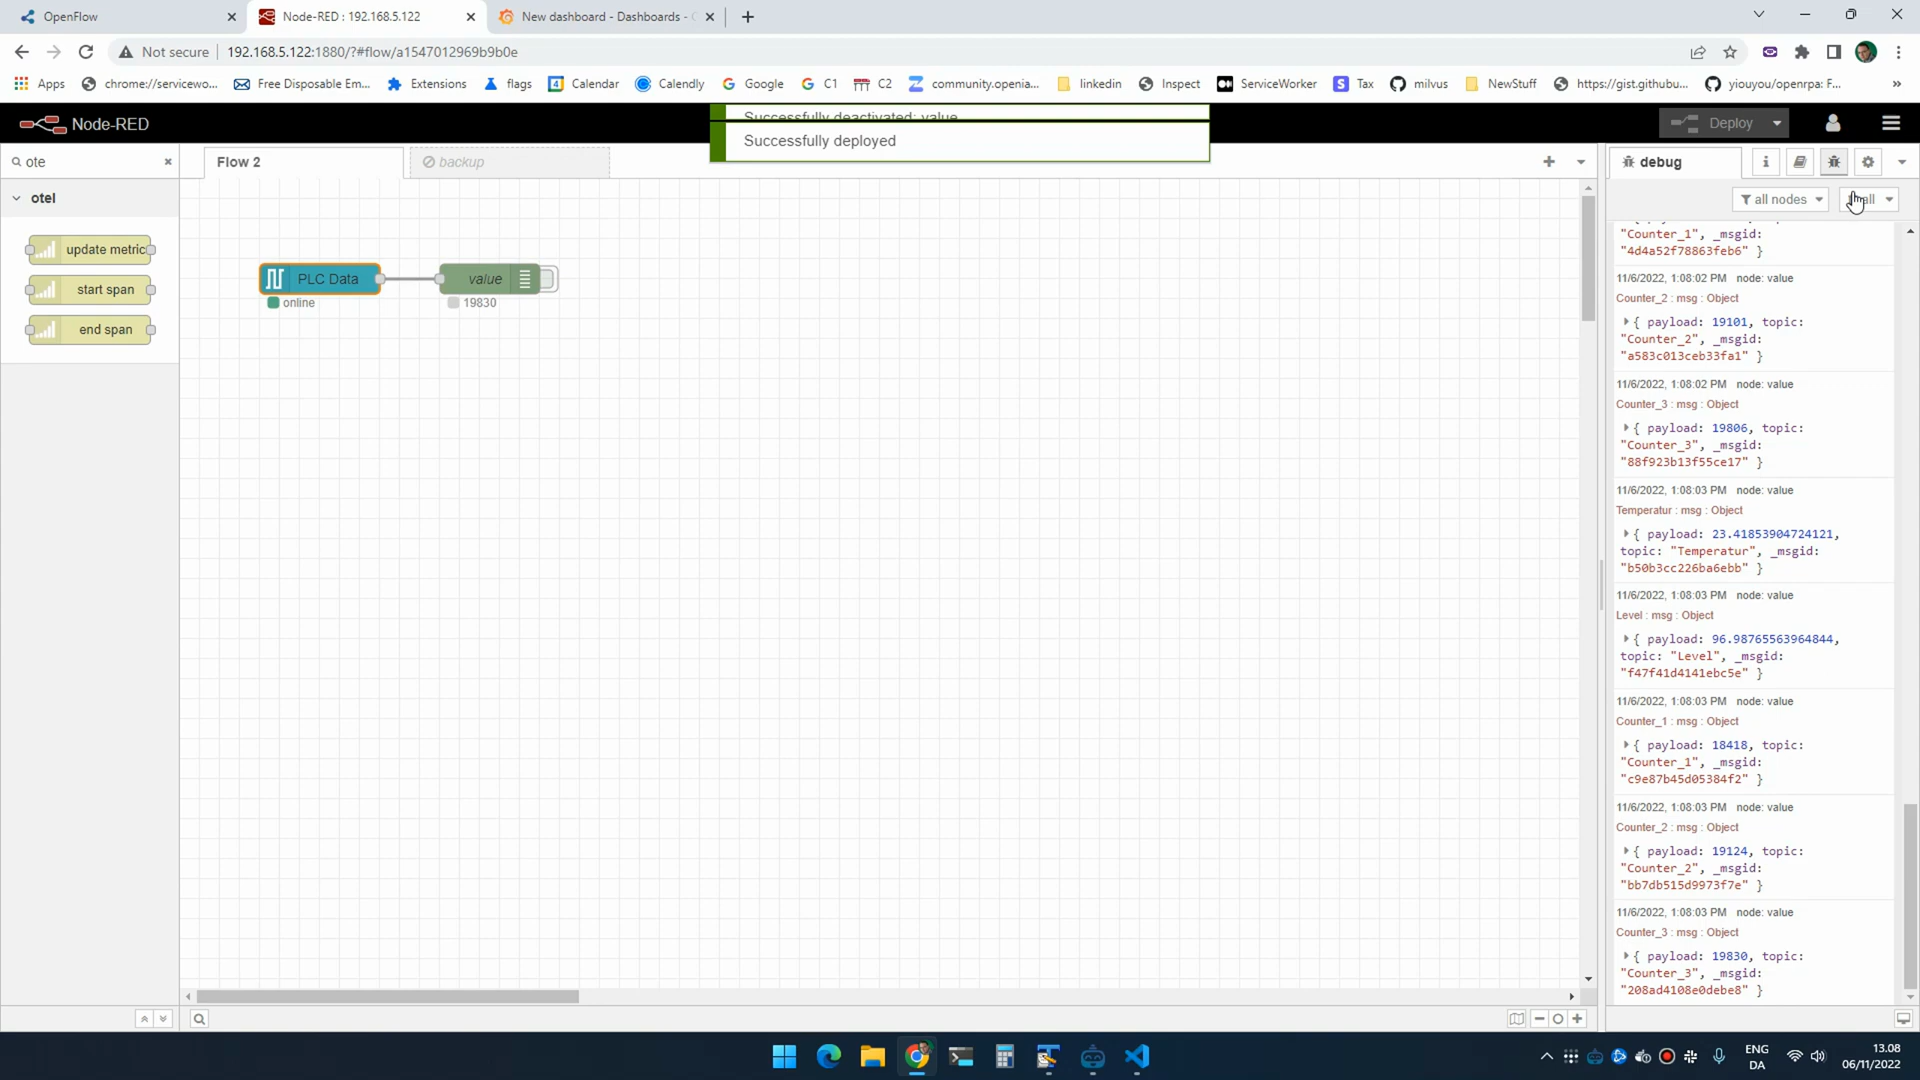 OpenFlow
Node-RED : 192.168.5.122
New dashboard - Dashboards -
Not secure
192.168.5.122:1880/?#flow/a1547012969b9b0e
Apps
chrome://servicewo...
Free Disposable Em...
Extensions
flags
Calendar
Calendly
Google
C1
C2
community.openia...
linkedin
Inspect
ServiceWorker
Tax
milvus
NewStuff
https://gist.githubu...
yiouyou/openrpa: F...
»
Node-RED
Successfully deactivated: value
Successfully deployed
Deploy
ote
Flow 2
backup
debug
all nodes
all
otel
update metric
start span
end span
PLC Data
online
value
19830
"Counter_1", _msgid:
"4d4a52f78863feb6" }
11/6/2022, 1:08:02 PM node: value
Counter_2 : msg : Object
{ payload: 19101, topic:
"Counter_2", _msgid:
"a583c013ceb33fa1" }
11/6/2022, 1:08:02 PM node: value
Counter_3 : msg : Object
{ payload: 19806, topic:
"Counter_3", _msgid:
"88f923b13f55ce17" }
11/6/2022, 1:08:03 PM node: value
Temperatur : msg : Object
{ payload: 23.41853904724121,
topic: "Temperatur", _msgid:
"b50b3cc226ba6ebb" }
11/6/2022, 1:08:03 PM node: value
Level : msg : Object
{ payload: 96.98765563964844,
topic: "Level", _msgid:
"f47f41d4141ebc5e" }
11/6/2022, 1:08:03 PM node: value
Counter_1 : msg : Object
{ payload: 18418, topic:
"Counter_1", _msgid:
"c9e87b45d05384f2" }
11/6/2022, 1:08:03 PM node: value
Counter_2 : msg : Object
{ payload: 19124, topic:
"Counter_2", _msgid:
"bb7db515d9973f7e" }
11/6/2022, 1:08:03 PM node: value
Counter_3 : msg : Object
{ payload: 19830, topic:
"Counter_3", _msgid:
"208ad4108e0debe8" }
ENG
DA
13.08
06/11/2022